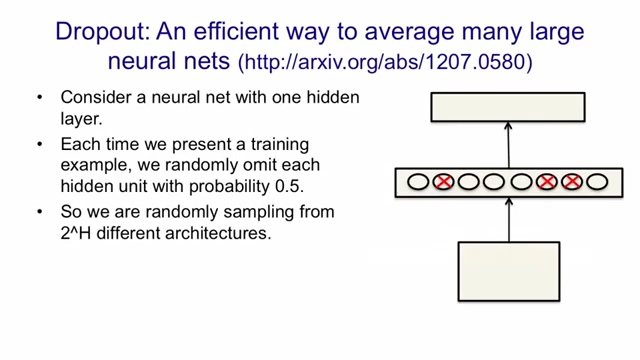 Dropout: An efficient way to average many large
neural nets (http://arxiv.org/abs/1207.0580)
• Consider a neural net with one hidden
layer.
• Each time we present a training
example, we randomly omit each
hidden unit with probability 0.5.
• So we are randomly sampling from
2^H different architectures.